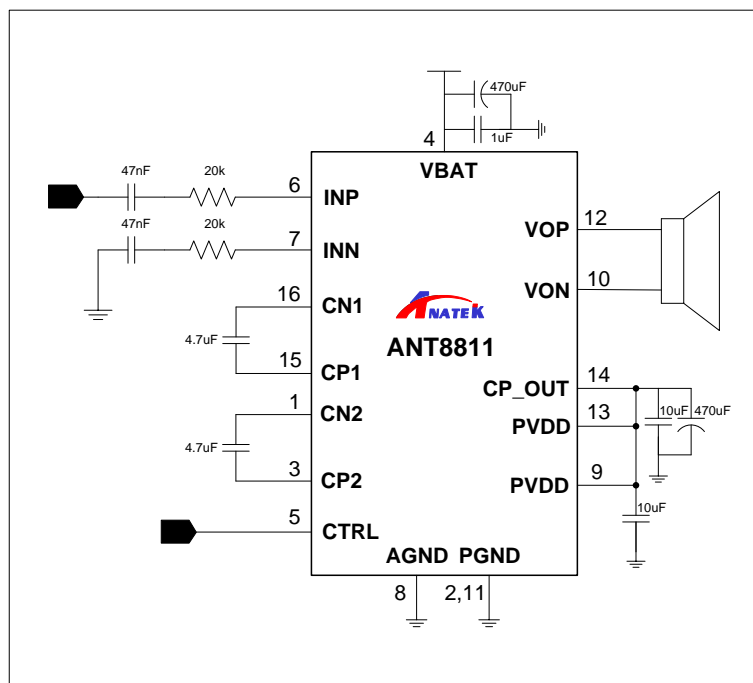 470uF
1uF
4
VBAT
47nF
20k
6
INP
47nF
20k
7
INN
VOP
12
VON
10
16
CN1
ANATEK
ANT8811
4.7uF
15
CP1
CP_OUT
14
1
CN2
10uF
470uF
PVDD
13
4.7uF
3
CP2
PVDD
9
10uF
5
CTRL
AGND PGND
8
2,11